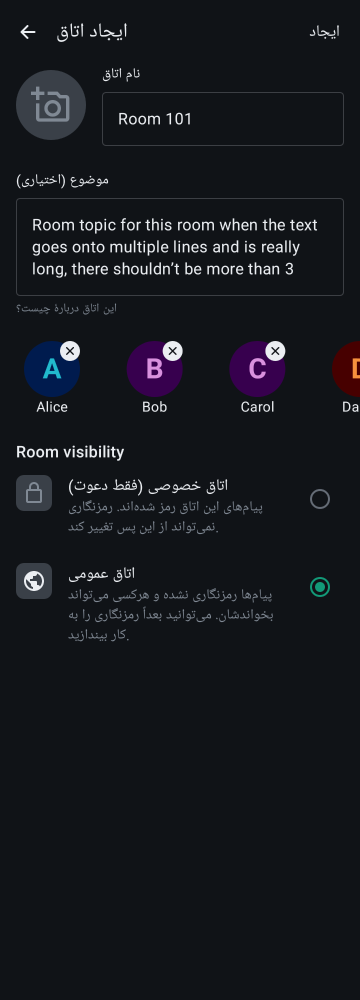 ایجاد اتاق
ایجاد
نام اتاق
Room 101
موضوع (اختیاری)
Room topic for this room when the text
goes onto multiple lines and is really
long, there shouldn’t be more than 3
این اتاق دربارهٔ چیست؟
A
B
C
D
Alice
Bob
Carol
Da
Room visibility
اتاق خصوصی (فقط دعوت)
پیام‌های این اتاق رمز شده‌اند. رمزنگاری
نمی‌تواند از این پس تغییر کند.
اتاق عمومی
پیام‌ها رمزنگاری نشده و هرکسی می‌تواند
بخواندشان. می‌توانید بعداً رمزنگاری را به
کار بیندازید.